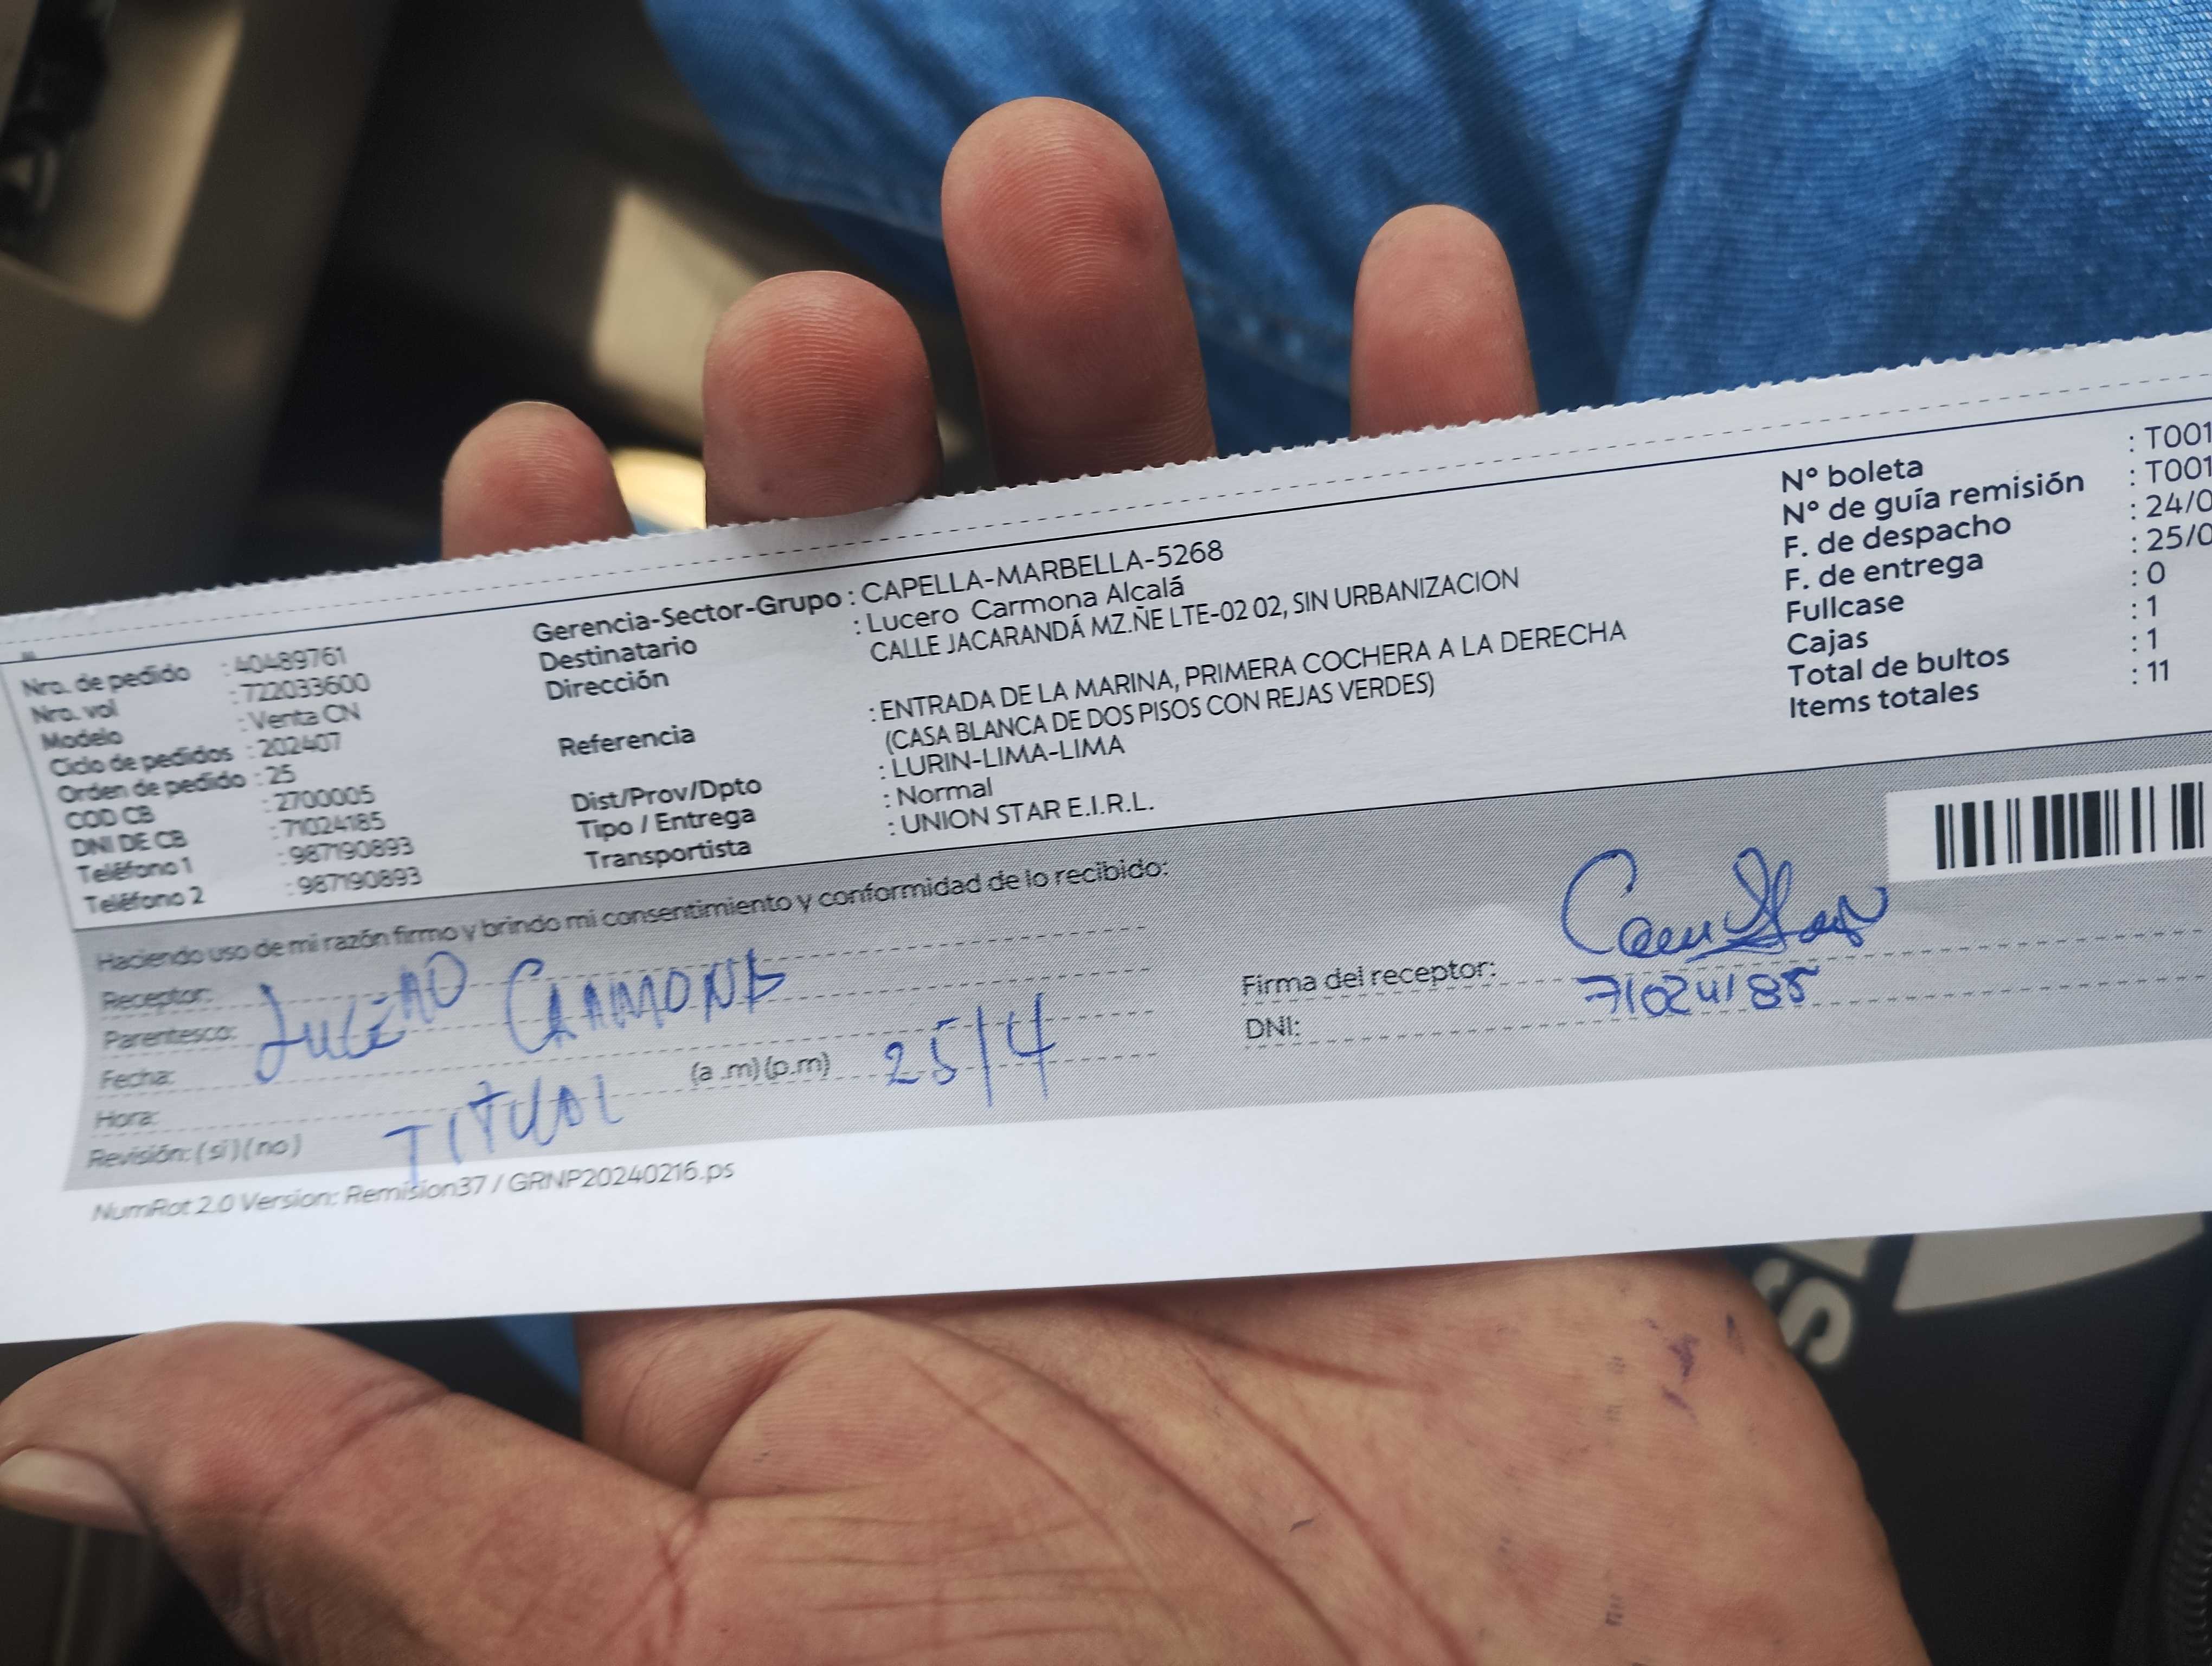 Nro. de pedido : 40489761
Nro. vol : 722033600
Modelo : Venta CN
Ciclo de pedidos : 202407
Orden de pedido : 25
COD CB : 2700005
DNI DE CB : 71024185
Teléfono 1 : 987190893
Teléfono 2 : 987190893
Gerencia-Sector-Grupo : CAPELLA-MARBELLA-5268
Destinatario : Lucero Carmona Alcalá
Dirección CALLE JACARANDÁ MZ.ÑE LTE-02 02, SIN URBANIZACION
Referencia : ENTRADA DE LA MARINA, PRIMERA COCHERA A LA DERECHA
(CASA BLANCA DE DOS PISOS CON REJAS VERDES)
Dist/Prov/Dpto : LURIN-LIMA-LIMA
Tipo / Entrega : Normal
Transportista : UNION STAR E.I.R.L.
N° boleta : T001
N° de guía remisión : T001
F. de despacho : 24/0
F. de entrega : 25/0
Fullcase : 0
Cajas : 1
Total de bultos : 1
Items totales : 11
Haciendo uso de mi razón firmo y brindo mi consentimiento y conformidad de lo recibido:
Receptor:
Parentesco: LUCERO CARMONA
Fecha:
Hora: (a .m)(p.m) 25/4
Revisión: ( si ) ( no ) TITUAL
Firma del receptor:
DNI: 71024185
NumRot 2.0 Version: Remision37 / GRNP20240216.ps